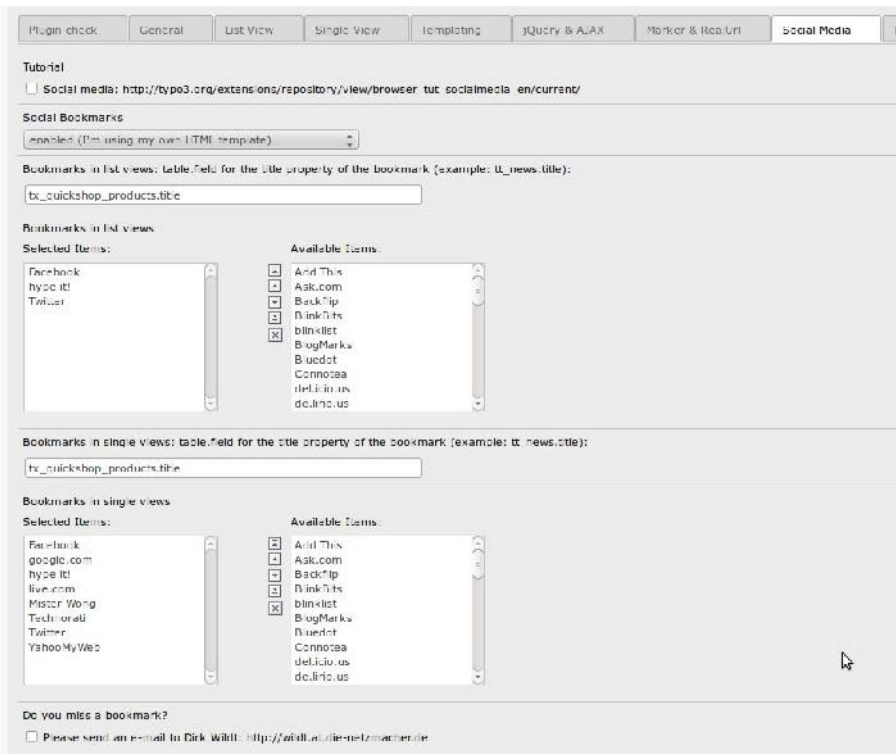 Plugin check
General
List View
Single View
Templating
jQuery & AJAX
Marker & RealUrl
Social Media
Tutorial
Social media: http://typo3.org/extensions/repository/view/browser_tut_socialmedia_en/current/
Social Bookmarks
enabled (I'm using my own HTML template)
Bookmarks in list views: table.field for the title property of the bookmark (example: tt_news.title):
tx_quickshop_products.title
Bookmarks in list views
Selected Items:
Available Items:
Facebook
hype it!
Twitter
Add This
Ask.com
Backflip
BlinkBits
blinklist
BlogMarks
Bluedot
Connotea
del.icio.us
de.lirio.us
Bookmarks in single views: table.field for the title property of the bookmark (example: tt_news.title):
tx_quickshop_products.title
Bookmarks in single views
Selected Items:
Available Items:
Facebook
google.com
hype it!
live.com
Mister Wong
Technorati
Twitter
YahooMyWeb
Add This
Ask.com
Backflip
BlinkBits
blinklist
BlogMarks
Bluedot
Connotea
del.icio.us
de.lirio.us
Do you miss a bookmark?
Please send an e-mail to Dirk Wildt: http://wildt.at.die-netzmacher.de